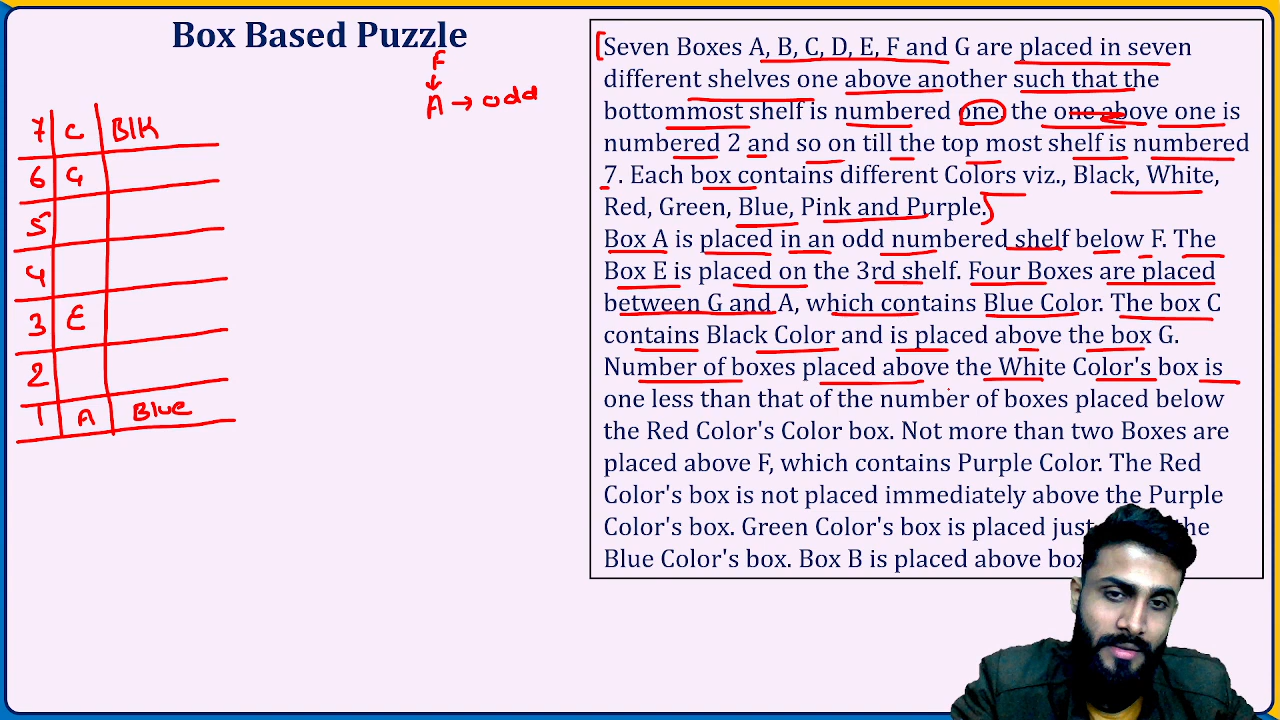 Box Based Puzzle
F
↓
A → odd
7 C Blk
6 G
5
4
3 E
2
1 A Blue
Seven Boxes A, B, C, D, E, F and G are placed in seven
different shelves one above another such that the
bottommost shelf is numbered one, the one above one is
numbered 2 and so on till the top most shelf is numbered
7. Each box contains different Colors viz., Black, White,
Red, Green, Blue, Pink and Purple.
Box A is placed in an odd numbered shelf below F. The
Box E is placed on the 3rd shelf. Four Boxes are placed
between G and A, which contains Blue Color. The box C
contains Black Color and is placed above the box G.
Number of boxes placed above the White Color's box is
one less than that of the number of boxes placed below
the Red Color's Color box. Not more than two Boxes are
placed above F, which contains Purple Color. The Red
Color's box is not placed immediately above the Purple
Color's box. Green Color's box is placed just the
Blue Color's box. Box B is placed above box